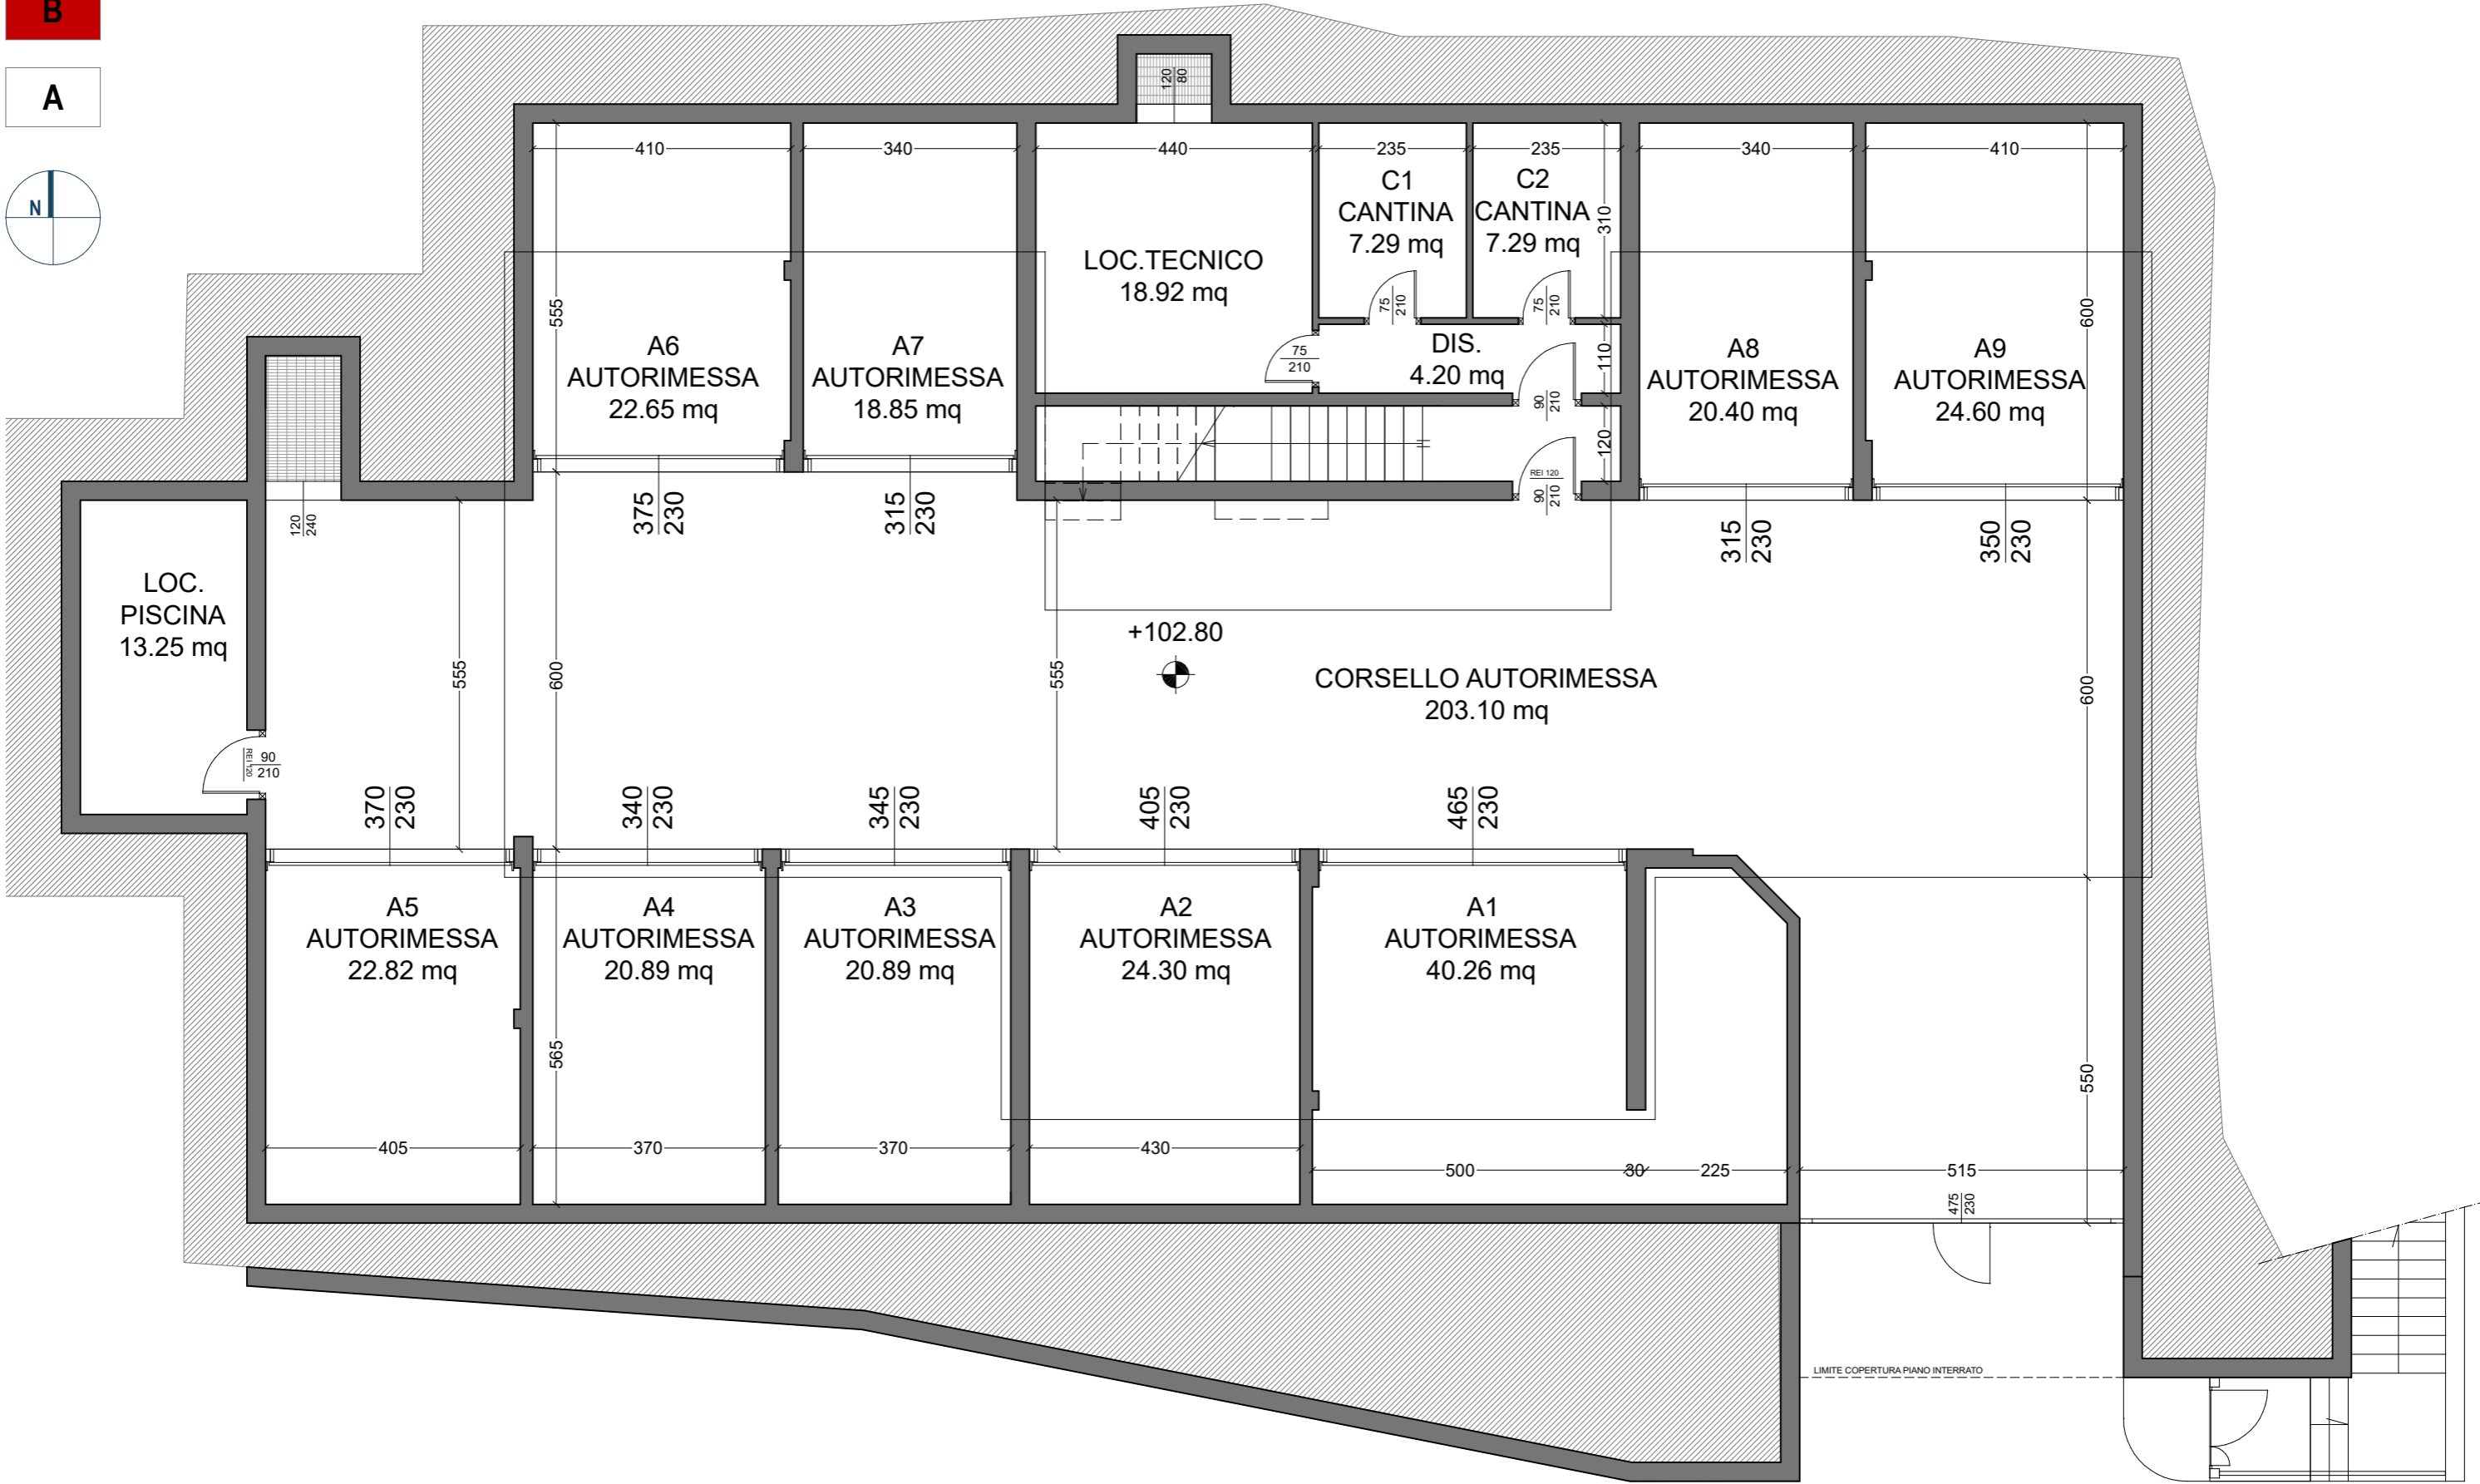 B
A
N
120
80
410
340
440
235
235
340
410
C1
CANTINA
7.29 mq
C2
CANTINA
7.29 mq
310
LOC.TECNICO
18.92 mq
75
210
75
210
555
600
A6
AUTORIMESSA
22.65 mq
A7
AUTORIMESSA
18.85 mq
75
210
DIS.
4.20 mq
110
A8
AUTORIMESSA
20.40 mq
A9
AUTORIMESSA
24.60 mq
90
210
120
REI 120
90
210
375
230
315
230
315
230
350
230
120
240
LOC.
PISCINA
13.25 mq
555
600
555
+102.80
CORSELLO AUTORIMESSA
203.10 mq
600
REI 120
90
210
370
230
340
230
345
230
405
230
465
230
A5
AUTORIMESSA
22.82 mq
A4
AUTORIMESSA
20.89 mq
A3
AUTORIMESSA
20.89 mq
A2
AUTORIMESSA
24.30 mq
A1
AUTORIMESSA
40.26 mq
565
550
405
370
370
430
500
30
225
515
475
230
LIMITE COPERTURA PIANO INTERRATO